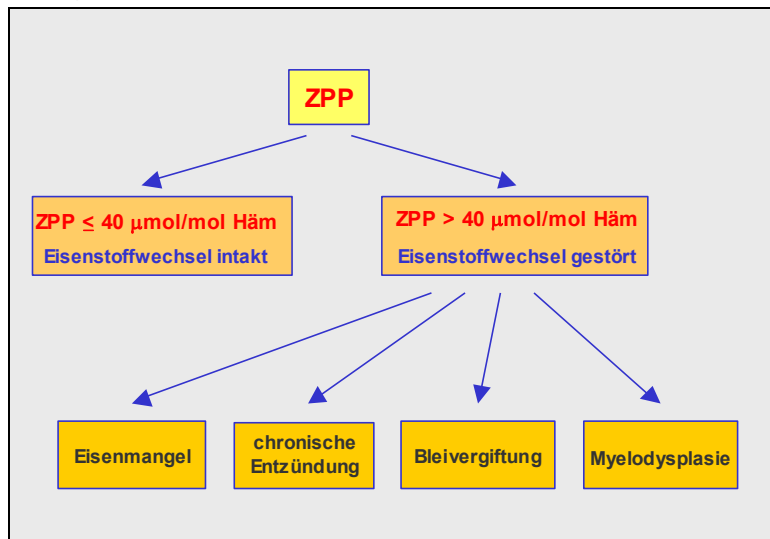 ZPP
ZPP ≤ 40 μmol/mol Häm
Eisenstoffwechsel intakt
ZPP > 40 μmol/mol Häm
Eisenstoffwechsel gestört
Eisenmangel
chronische
Entzündung
Bleivergiftung
Myelodysplasie